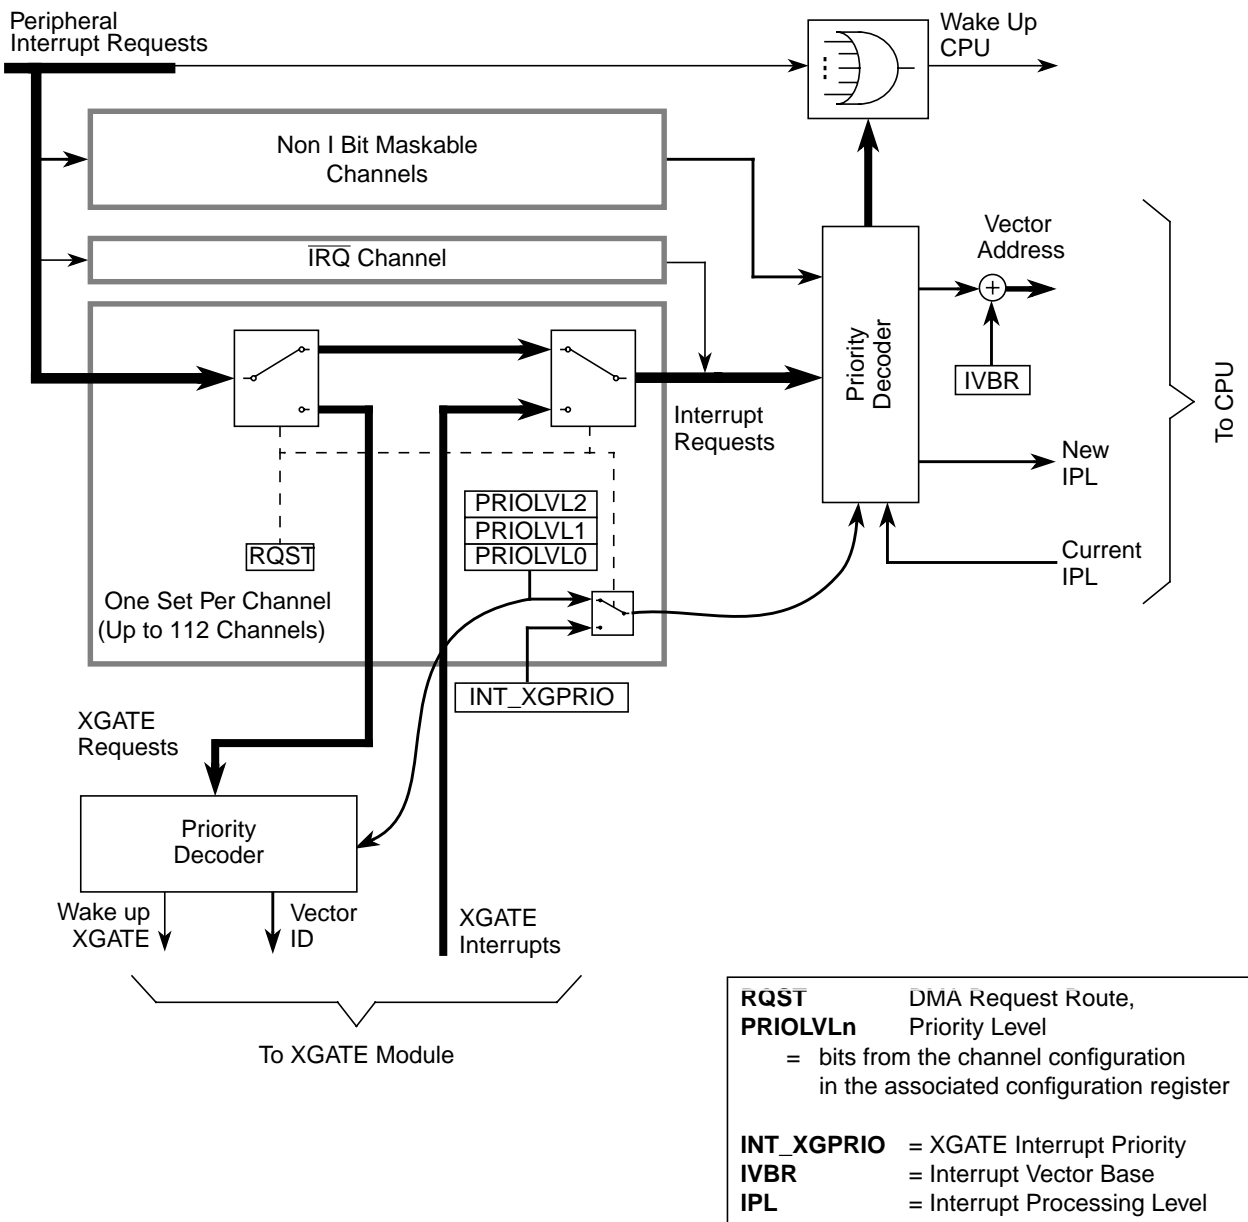 Peripheral
Interrupt Requests
Wake Up
CPU
Non I Bit Maskable
Channels
IRQ Channel
Vector
Address
Priority
Decoder
IVBR
To CPU
Interrupt
Requests
New
IPL
PRIOLVL2
PRIOLVL1
PRIOLVL0
RQST
Current
IPL
One Set Per Channel
(Up to 112 Channels)
INT_XGPRIO
XGATE
Requests
Priority
Decoder
Wake up
XGATE
Vector
ID
XGATE
Interrupts
To XGATE Module
RQST DMA Request Route,
PRIOLVLn Priority Level
= bits from the channel configuration
in the associated configuration register
INT_XGPRIO = XGATE Interrupt Priority
IVBR = Interrupt Vector Base
IPL = Interrupt Processing Level